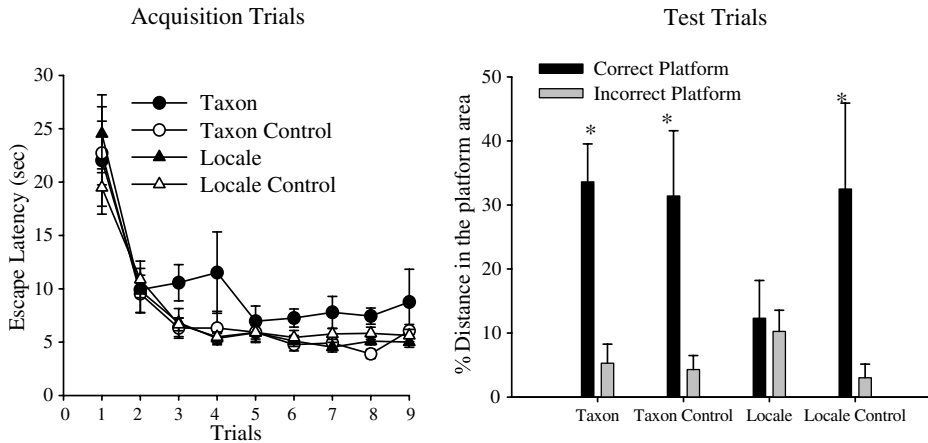 Acquisition Trials
Test Trials
30
25
20
15
10
5
0
Escape Latency (sec)
Taxon
Taxon Control
Locale
Locale Control
0 1 2 3 4 5 6 7 8 9
Trials
50
40
30
20
10
0
% Distance in the platform area
Correct Platform
Incorrect Platform
*
*
*
Taxon
Taxon Control
Locale
Locale Control